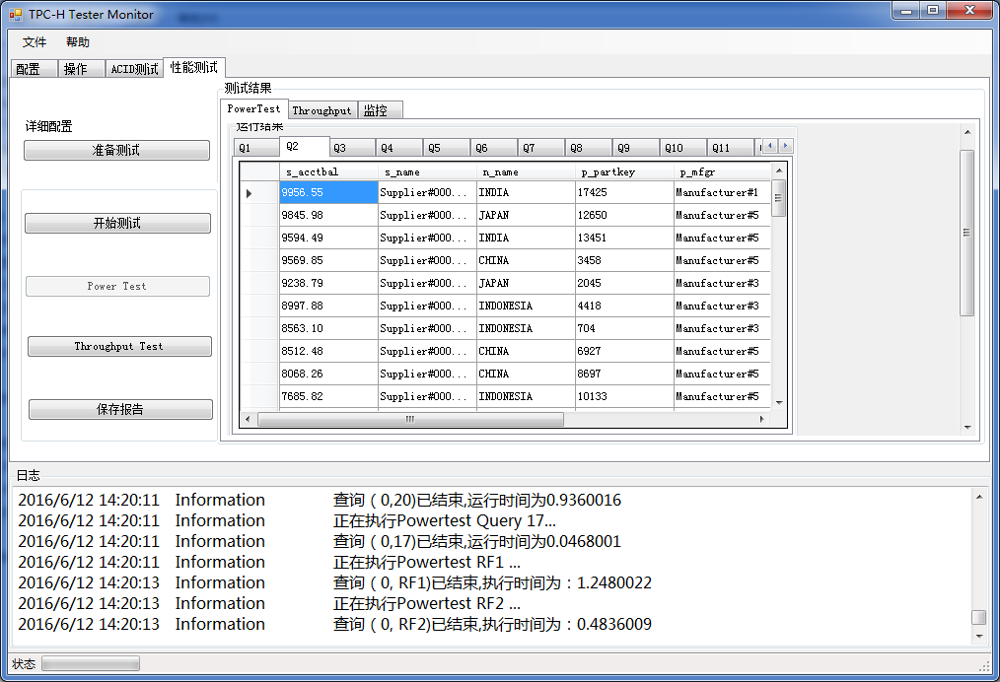 TPC-H Tester Monitor
文件 帮助
配置 操作 ACID测试 性能测试
详细配置
准备测试
开始测试
Power Test
Throughput Test
保存报告
测试结果
PowerTest Throughput 监控
运行结果
Q1 Q2 Q3 Q4 Q5 Q6 Q7 Q8 Q9 Q10 Q11
s_acctbal s_name n_name p_partkey p_mfgr
9956.55 Supplier#000... INDIA 17425 Manufacturer#1
9845.98 Supplier#000... JAPAN 12650 Manufacturer#5
9594.49 Supplier#000... INDIA 13451 Manufacturer#5
9569.85 Supplier#000... CHINA 3458 Manufacturer#5
9238.79 Supplier#000... JAPAN 2045 Manufacturer#3
8997.88 Supplier#000... INDONESIA 4418 Manufacturer#3
8563.10 Supplier#000... INDONESIA 704 Manufacturer#3
8512.48 Supplier#000... CHINA 6927 Manufacturer#5
8068.26 Supplier#000... CHINA 8697 Manufacturer#5
7685.82 Supplier#000... INDONESIA 10133 Manufacturer#5
日志
2016/6/12 14:20:11 Information 查询（0,20)已结束,运行时间为0.9360016
2016/6/12 14:20:11 Information 正在执行Powertest Query 17...
2016/6/12 14:20:11 Information 查询（0,17)已结束,运行时间为0.0468001
2016/6/12 14:20:11 Information 正在执行Powertest RF1 ...
2016/6/12 14:20:13 Information 查询（0, RF1)已结束,执行时间为：1.2480022
2016/6/12 14:20:13 Information 正在执行Powertest RF2 ...
2016/6/12 14:20:13 Information 查询（0, RF2)已结束,执行时间为：0.4836009
状态